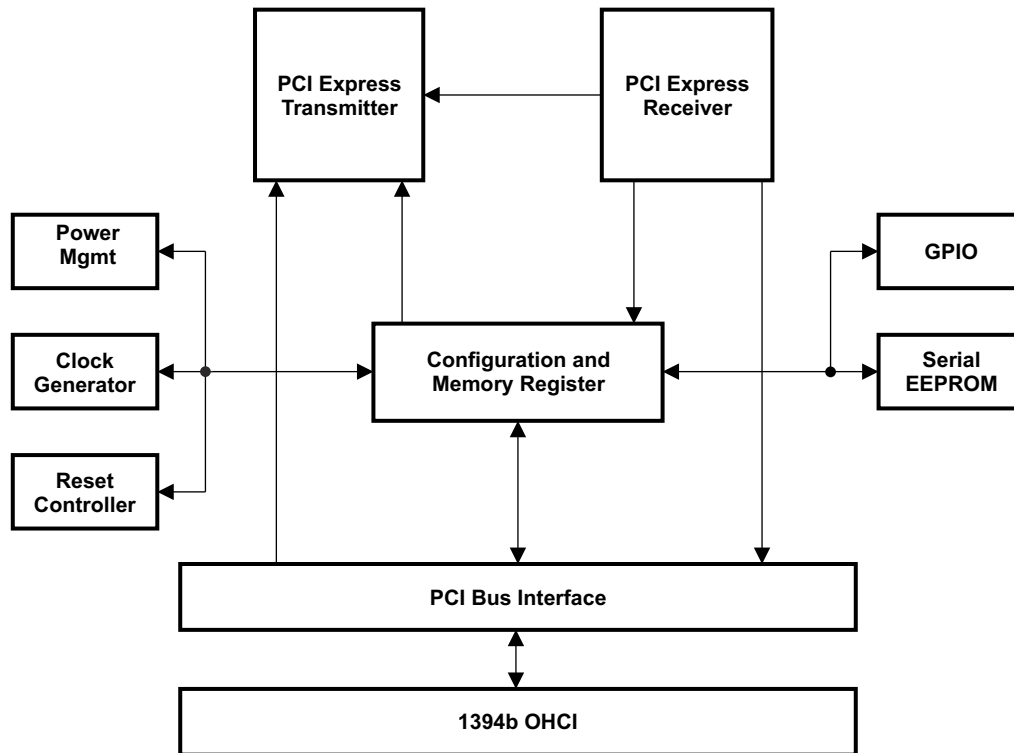 PCI Express
Transmitter
PCI Express
Receiver
Power
Mgmt
GPIO
Clock
Generator
Configuration and
Memory Register
Serial
EEPROM
Reset
Controller
PCI Bus Interface
1394b OHCI